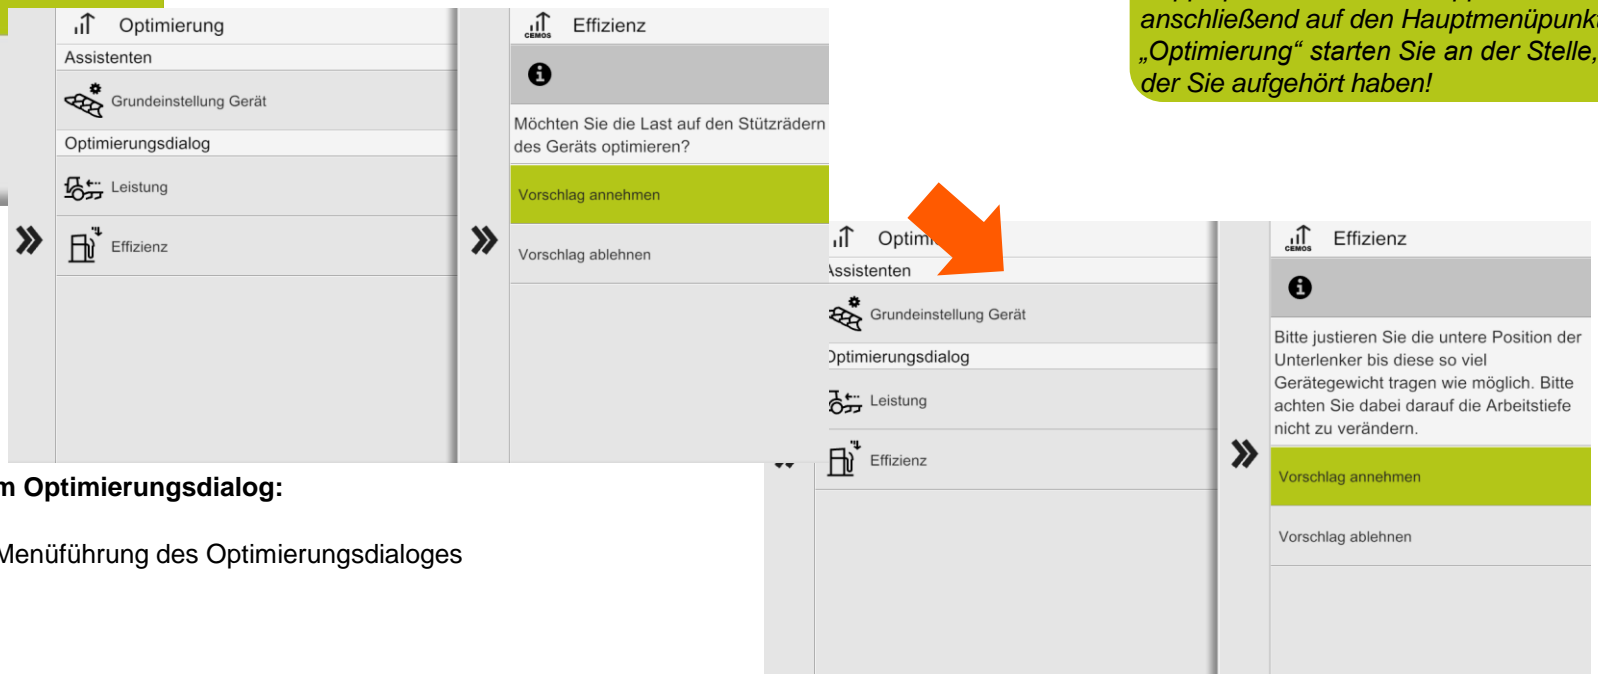 Optimierung
Assistenten
Grundeinstellung Gerät
Optimierungsdialog
Leistung
Effizienz
CEMOS
Effizienz
Möchten Sie die Last auf den Stützrädern
des Geräts optimieren?
Vorschlag annehmen
Vorschlag ablehnen
anschließend auf den Hauptmenüpunkt
„Optimierung“ starten Sie an der Stelle,
der Sie aufgehört haben!
Assistenten
Grundeinstellung Gerät
Optimierungsdialog
Leistung
Effizienz
CEMOS
Effizienz
Bitte justieren Sie die untere Position der
Unterlenker bis diese so viel
Gerätegewicht tragen wie möglich. Bitte
achten Sie dabei darauf die Arbeitstiefe
nicht zu verändern.
Vorschlag annehmen
Vorschlag ablehnen
m Optimierungsdialog:
Menüführung des Optimierungsdialoges